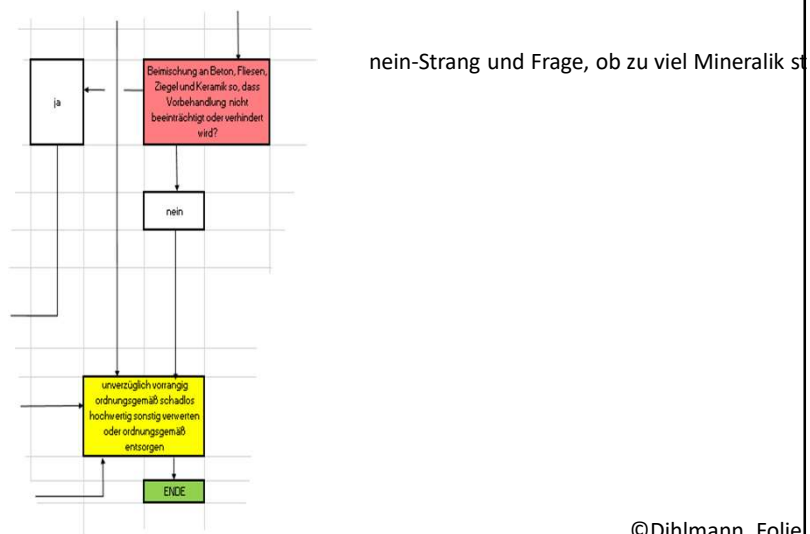 nein-Strang und Frage, ob zu viel Mineralik
Beimischung an Beton, Fliesen,
Ziegel und Keramik so, dass
Vorbehandlung nicht
beeinträchtigt oder verhindert
wird?
ja
nein
unverzüglich vorrangig
ordnungsgemäß schadlos
hochwertig sonstig verwerten
oder ordnungsgemäß
entsorgen
ENDE
©Dihlmann, Folie